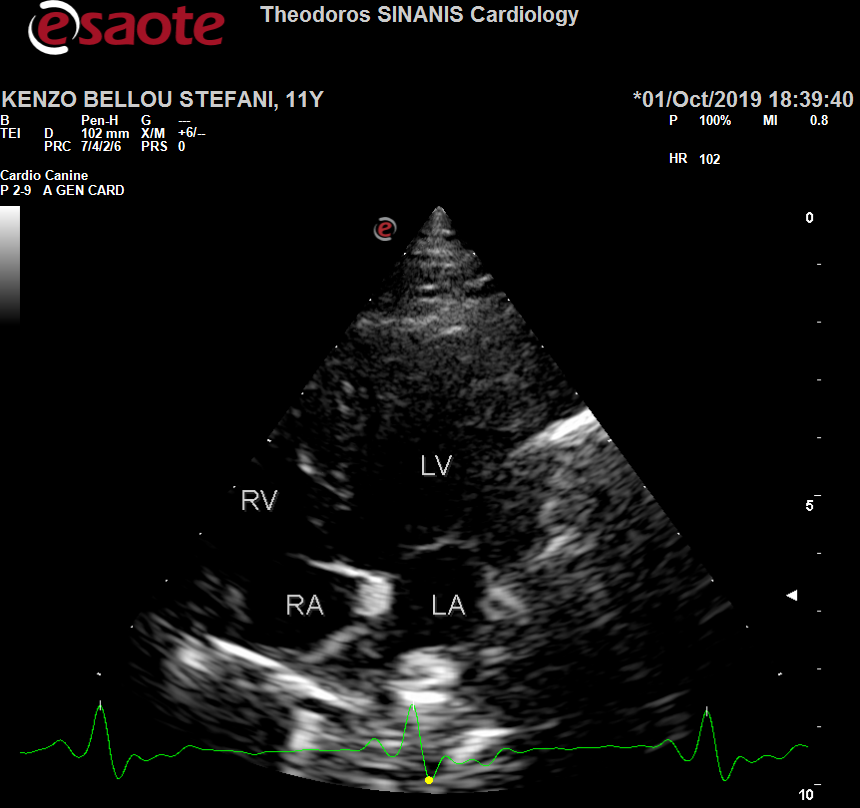 esaote
Theodoros SINANIS Cardiology
KENZO BELLOU STEFANI, 11Y
*01/Oct/2019 18:39:40
B Pen-H G ---
TEI D 102 mm X/M +6/--
PRC 7/4/2/6 PRS 0
P 100% MI 0.8
HR 102
Cardio Canine
P 2-9 A GEN CARD
e
0
LV
RV
5
RA
LA
10